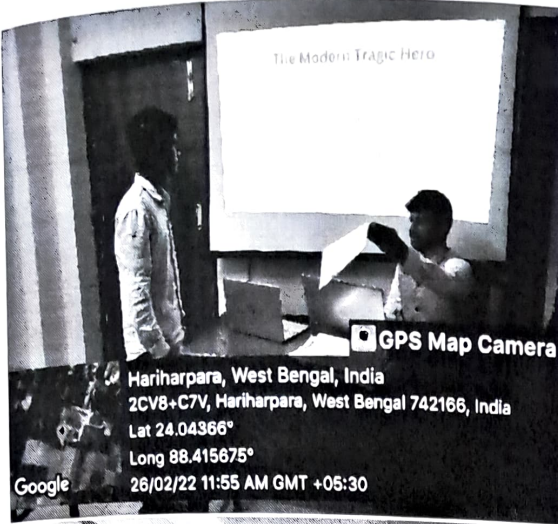 The Modern Tragic Hero
GPS Map Camera
Hariharpara, West Bengal, India
2CV8+C7V, Hariharpara, West Bengal 742166, India
Lat 24.04366°
Long 88.415675°
26/02/22 11:55 AM GMT +05:30
Google